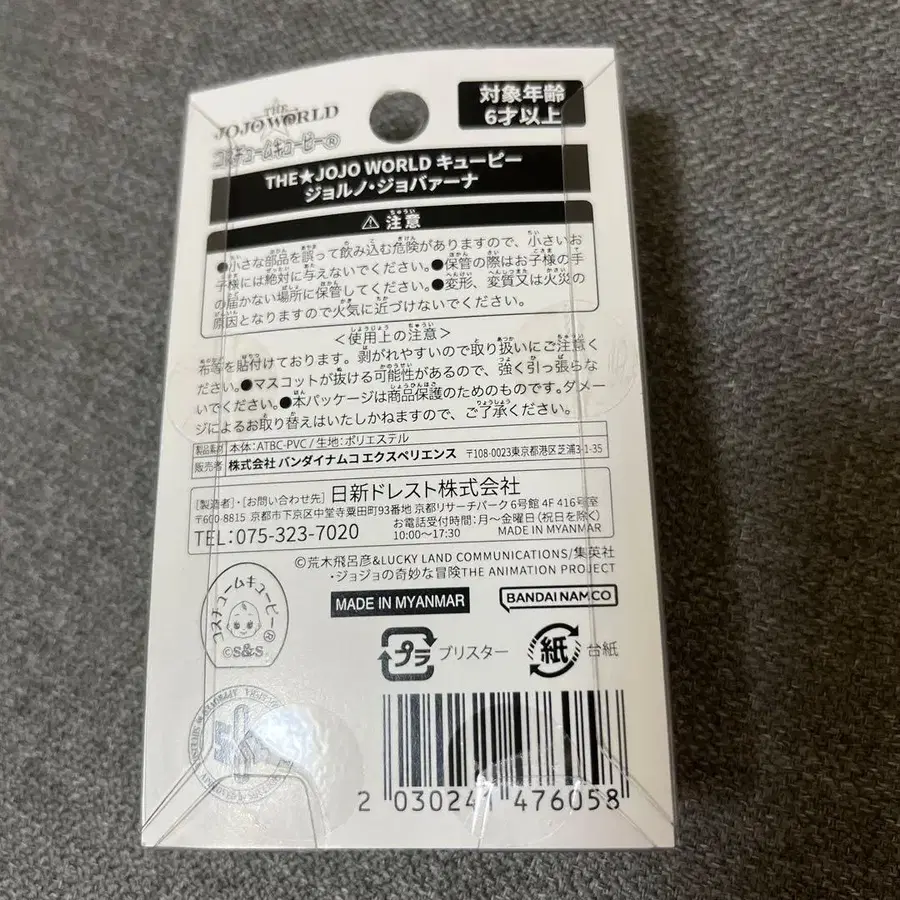 THE
JOJO WORLD
コスチュームキューピー®
対象年齢
6才以上
THE★JOJO WORLD キューピー
ジョルノ・ジョバァーナ
⚠ 注意
●小さな部品を誤って飲み込む危険がありますので、小さいお
子様には絶対に与えないでください。●保管の際はお子様の手
の届かない場所に保管してください。●変形、変質又は火災の
原因となりますので火気に近づけないでください。
<使用上の注意>
布等を貼付けております。剥がれやすいので取り扱いにご注意く
ださい。●マスコットが抜ける可能性があるので、強く引っ張らな
いでください。●本パッケージは商品保護のためのものです。ダメー
ジによるお取り替えはいたしかねますので、ご了承ください。
製品素材 本体:ATBC-PVC / 生地:ポリエステル
販売者 株式会社 バンダイナムコ エクスペリエンス 〒108-0023東京都港区芝浦3-1-35
[製造者]・[お問い合わせ先] 日新ドレスト株式会社
〒600-8815 京都市下京区中堂寺粟田町93番地 京都リサーチパーク6号館 4F 416号室
TEL:075-323-7020 お電話受付時間:月〜金曜日(祝日を除く)
10:00〜17:30 MADE IN MYANMAR
©荒木飛呂彦&LUCKY LAND COMMUNICATIONS/集英社
・ジョジョの奇妙な冒険THE ANIMATION PROJECT
MADE IN MYANMAR
BANDAI NAMCO
コスチュームキューピー®
©S&S
プラ ブリスター
紙 台紙
2 030241 476058